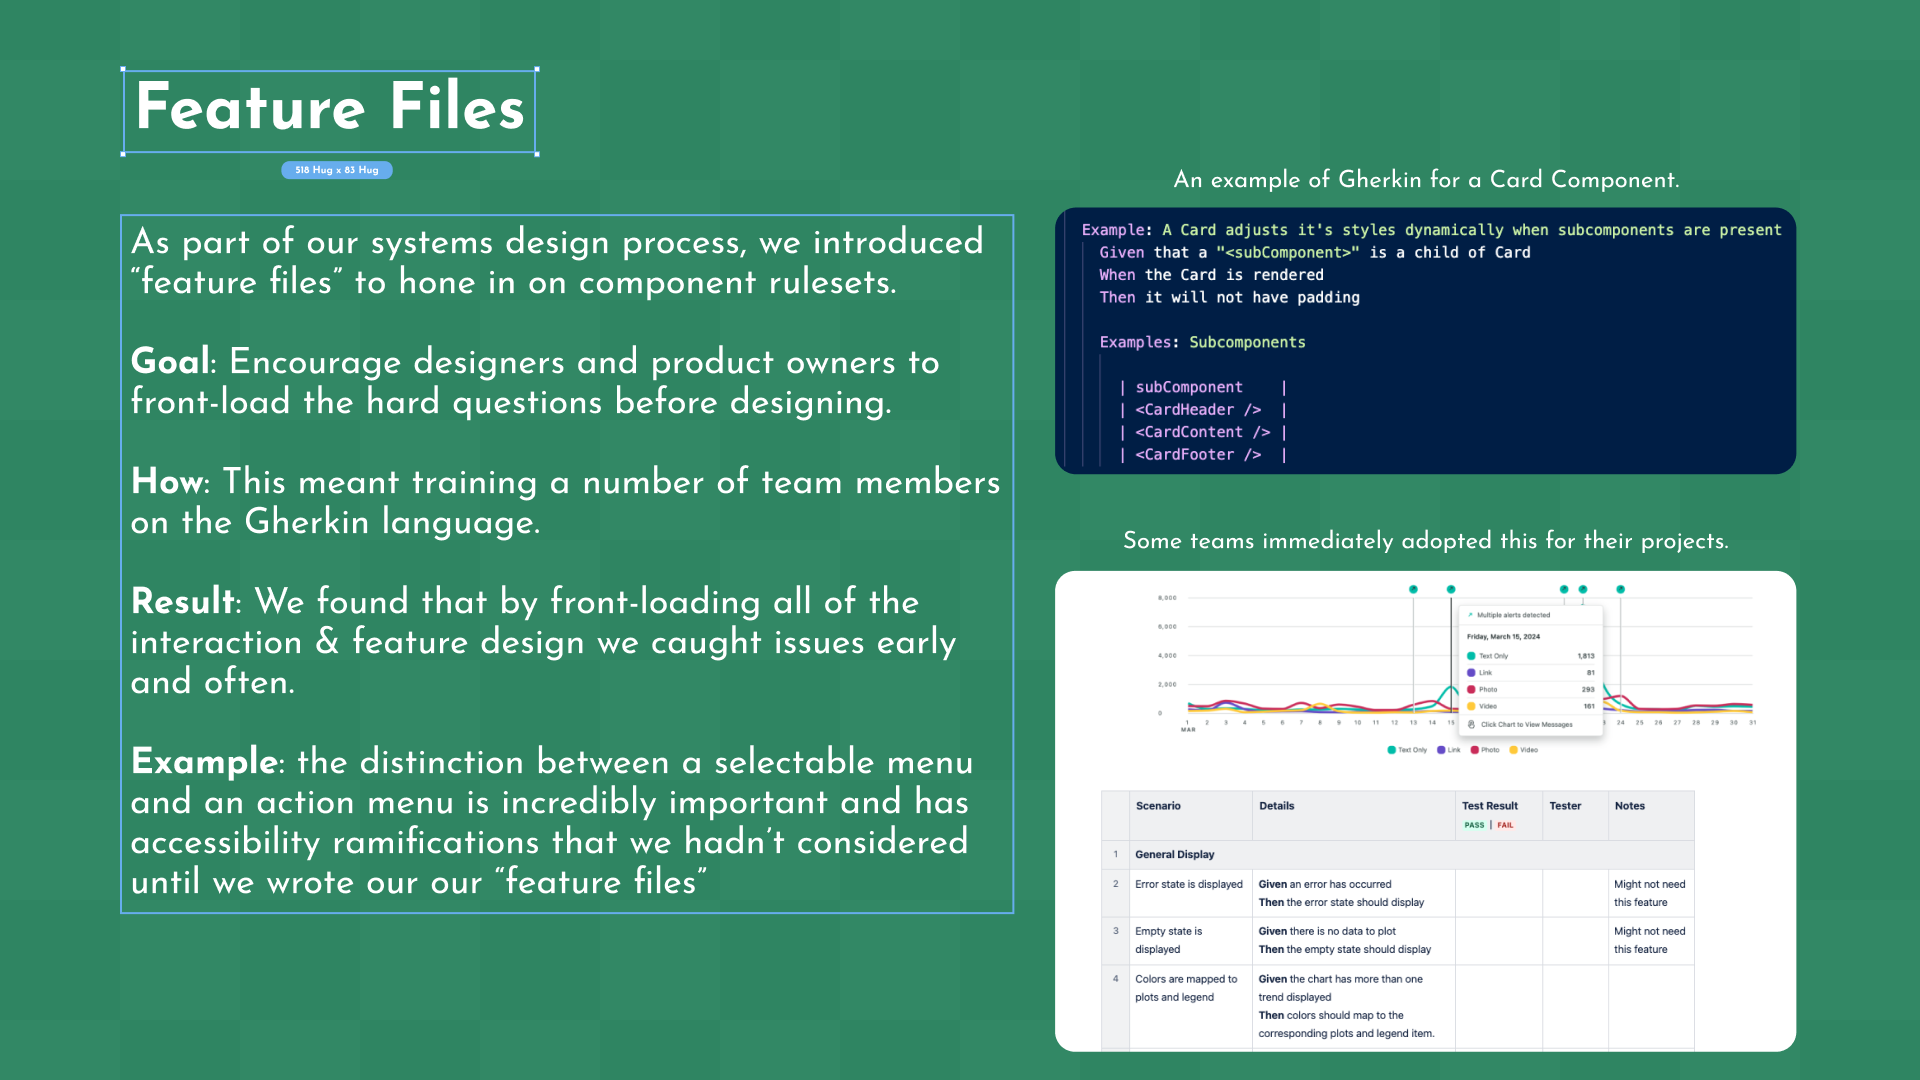 Feature Files
518 Hug x 83 Hug
As part of our systems design process, we introduced
“feature files” to hone in on component rulesets.
Goal: Encourage designers and product owners to
front-load the hard questions before designing.
How: This meant training a number of team members
on the Gherkin language.
Result: We found that by front-loading all of the
interaction & feature design we caught issues early
and often.
Example: the distinction between a selectable menu
and an action menu is incredibly important and has
accessibility ramifications that we hadn’t considered
until we wrote our our “feature files”
An example of Gherkin for a Card Component.
Example: A Card adjusts it's styles dynamically when subcomponents are present
Given that a "<subComponent>" is a child of Card
When the Card is rendered
Then it will not have padding
Examples: Subcomponents
| subComponent |
| <CardHeader /> |
| <CardContent /> |
| <CardFooter /> |
Some teams immediately adopted this for their projects.
8,000
6,000
4,000
2,000
0
Multiple alerts detected
Friday, March 15, 2024
Text Only 1,813
Link 81
Photo 293
Video 161
Click Chart to View Messages
1 2 3 4 5 6 7 8 9 10 11 12 13 14 15 24 25 26 27 28 29 30 31
MAR
Text Only Link Photo Video
Scenario Details Test Result Tester Notes
PASS | FAIL
1 General Display
2 Error state is displayed Given an error has occurred Might not need
Then the error state should display this feature
3 Empty state is Given there is no data to plot Might not need
displayed Then the empty state should display this feature
4 Colors are mapped to Given the chart has more than one
plots and legend trend displayed
Then colors should map to the
corresponding plots and legend item.